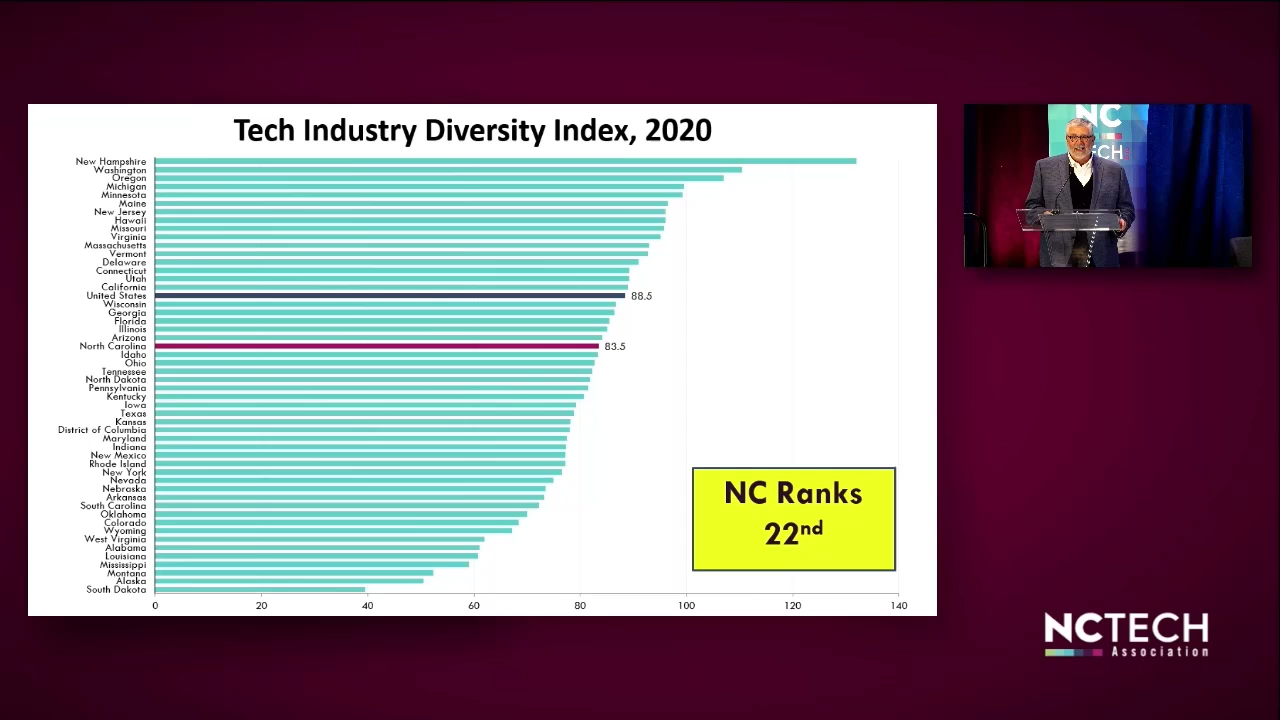 Tech Industry Diversity Index, 2020
New Hampshire
Washington
Oregon
Michigan
Minnesota
Maine
New Jersey
Hawaii
Missouri
Virginia
Massachusetts
Vermont
Delaware
Connecticut
Utah
California
United States 88.5
Wisconsin
Georgia
Florida
Illinois
Arizona
North Carolina 83.5
Idaho
Ohio
Tennessee
North Dakota
Pennsylvania
Kentucky
Iowa
Texas
Kansas
District of Columbia
Maryland
Indiana
New Mexico
Rhode Island
New York
Nevada
Nebraska
Arkansas
South Carolina
Oklahoma
Colorado
Wyoming
West Virginia
Alabama
Louisiana
Mississippi
Montana
Alaska
South Dakota
0 20 40 60 80 100 120 140
NC Ranks
22nd
NC
ECH
NCTECH
Association